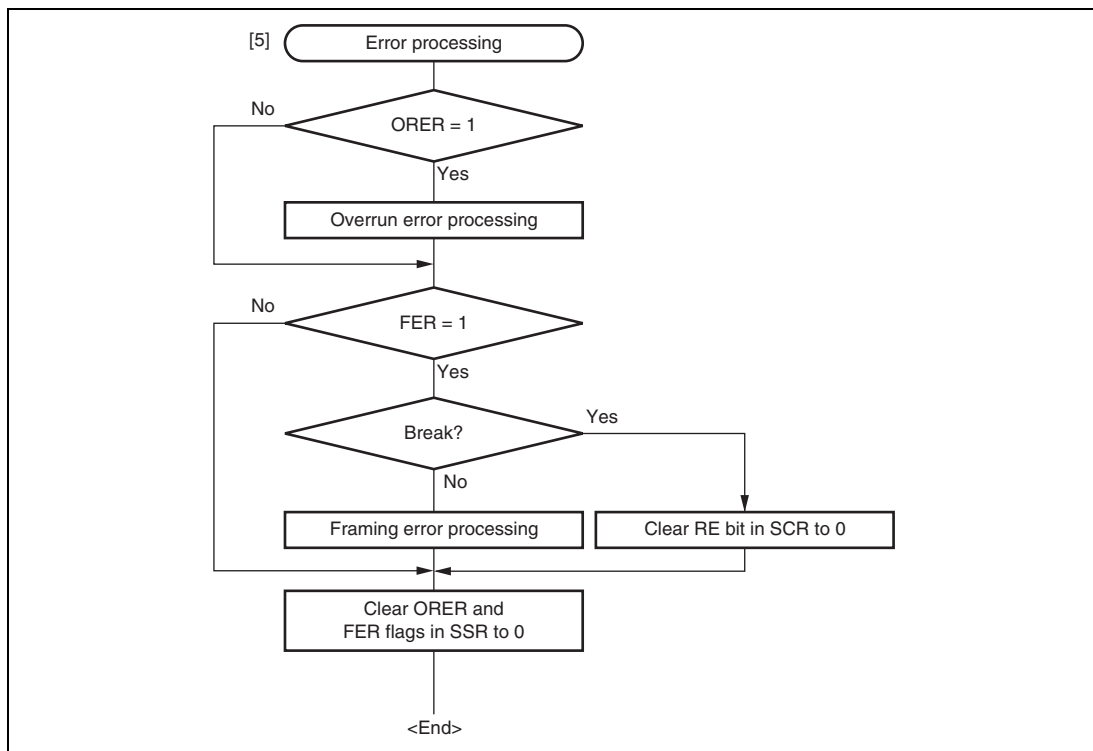 [5] Error processing
No
ORER = 1
Yes
Overrun error processing
No
FER = 1
Yes
Yes
Break?
No
Framing error processing
Clear RE bit in SCR to 0
Clear ORER and
FER flags in SSR to 0
<End>